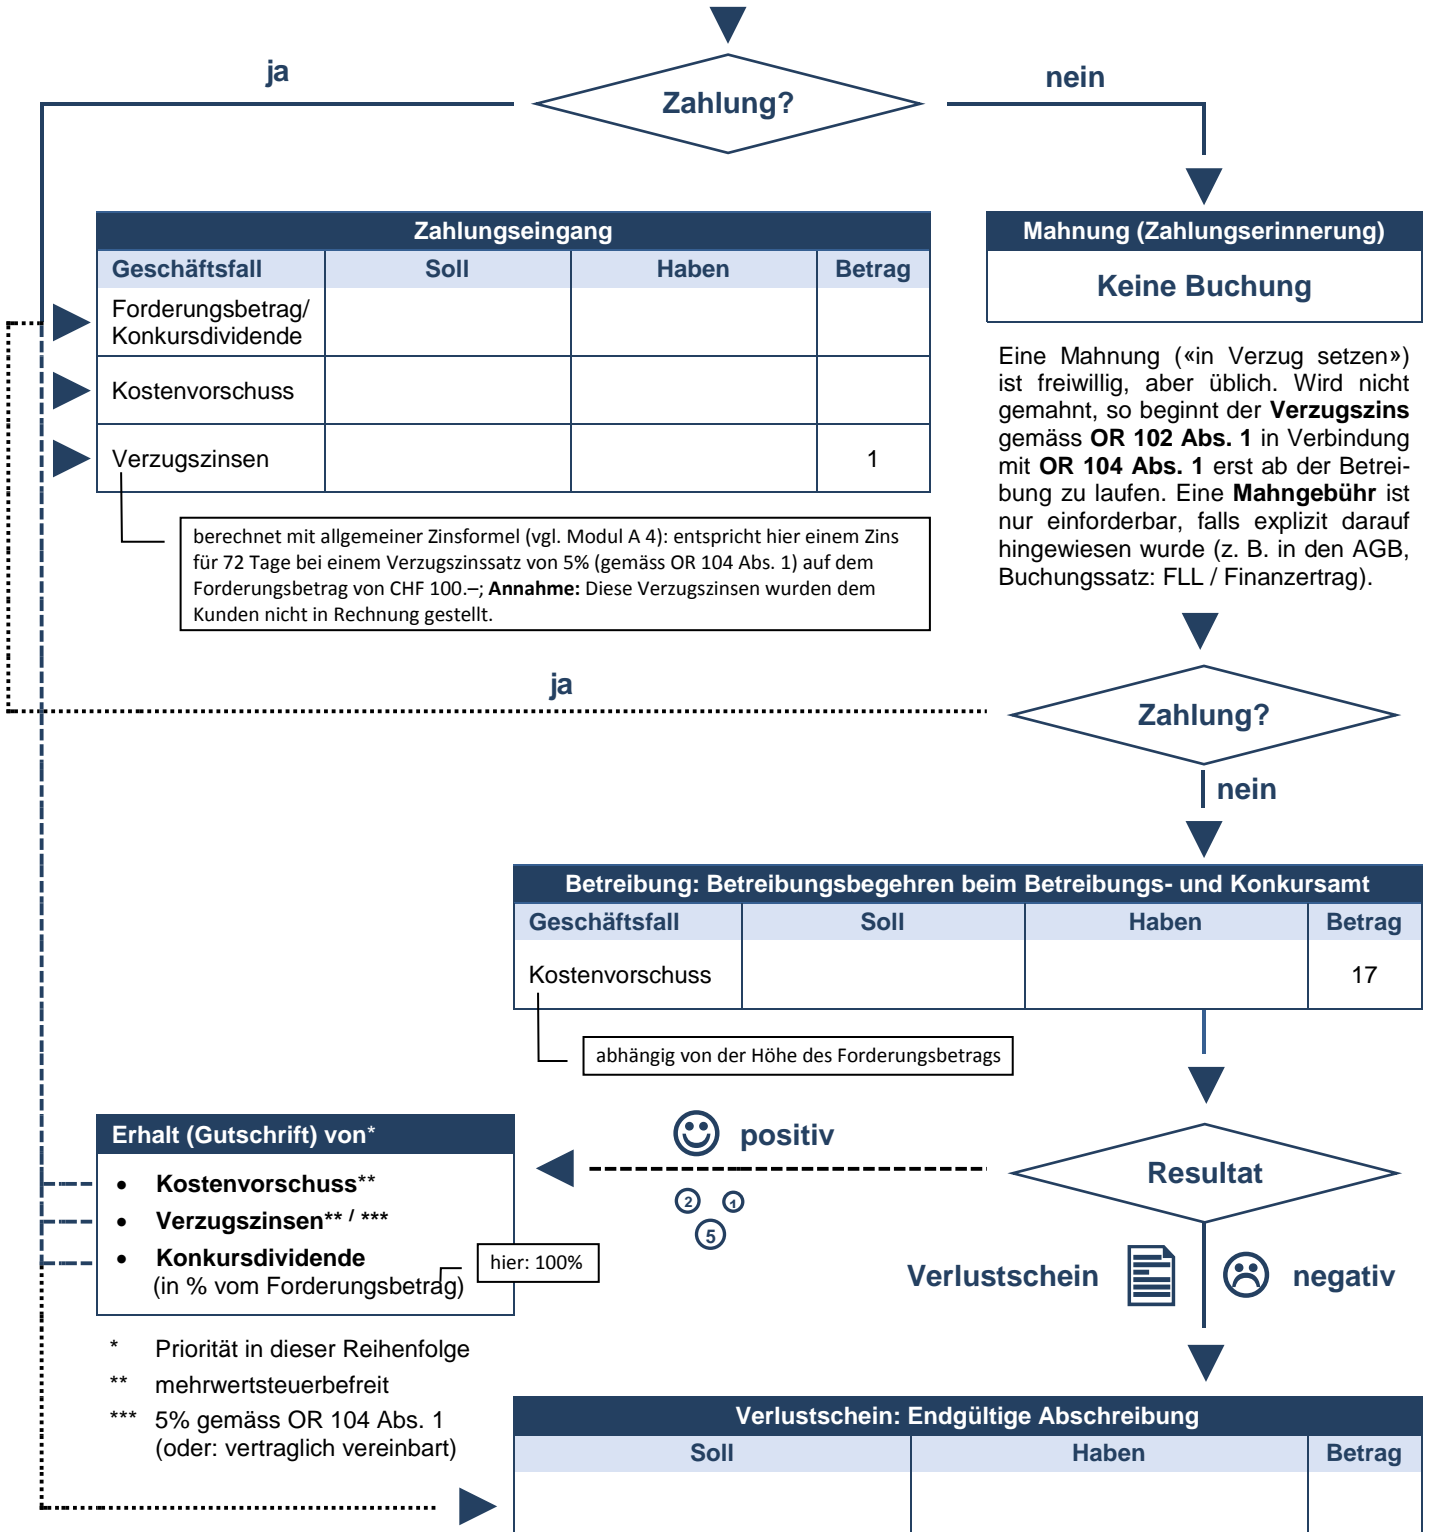 ja
Zahlung?
nein
Zahlungseingang
Geschäftsfall Soll Haben Betrag
Forderungsbetrag/
Konkursdividende
Kostenvorschuss
Verzugszinsen 1
berechnet mit allgemeiner Zinsformel (vgl. Modul A 4): entspricht hier einem Zins
für 72 Tage bei einem Verzugszinssatz von 5% (gemäss OR 104 Abs. 1) auf dem
Forderungsbetrag von CHF 100.–; Annahme: Diese Verzugszinsen wurden dem
Kunden nicht in Rechnung gestellt.
Mahnung (Zahlungserinnerung)
Keine Buchung
Eine Mahnung («in Verzug setzen»)
ist freiwillig, aber üblich. Wird nicht
gemahnt, so beginnt der Verzugszins
gemäss OR 102 Abs. 1 in Verbindung
mit OR 104 Abs. 1 erst ab der Betrei-
bung zu laufen. Eine Mahngebühr ist
nur einforderbar, falls explizit darauf
hingewiesen wurde (z. B. in den AGB,
Buchungssatz: FLL / Finanzertrag).
ja
Zahlung?
nein
Betreibung: Betreibungsbegehren beim Betreibungs- und Konkursamt
Geschäftsfall Soll Haben Betrag
Kostenvorschuss 17
abhängig von der Höhe des Forderungsbetrags
Erhalt (Gutschrift) von*
• Kostenvorschuss**
• Verzugszinsen** / ***
• Konkursdividende
(in % vom Forderungsbetrag)
hier: 100%
positiv
2 1
5
Resultat
Verlustschein
negativ
* Priorität in dieser Reihenfolge
** mehrwertsteuerbefreit
*** 5% gemäss OR 104 Abs. 1
(oder: vertraglich vereinbart)
Verlustschein: Endgültige Abschreibung
Soll Haben Betrag